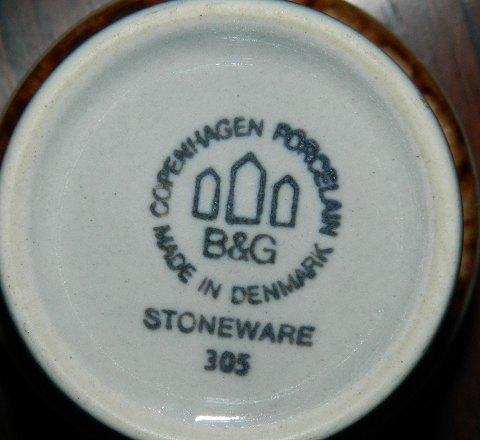 COPENHAGEN PORCELAIN
B&G
MADE IN DENMARK
STONEWARE
305